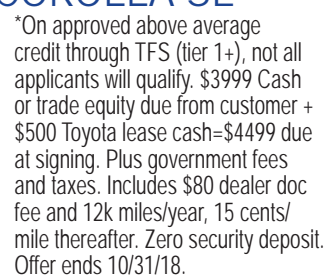 COROLLA SE
*On approved above average
credit through TFS (tier 1+), not all
applicants will qualify. $3999 Cash
or trade equity due from customer +
$500 Toyota lease cash=$4499 due
at signing. Plus government fees
and taxes. Includes $80 dealer doc
fee and 12k miles/year, 15 cents/
mile thereafter. Zero security deposit.
Offer ends 10/31/18.